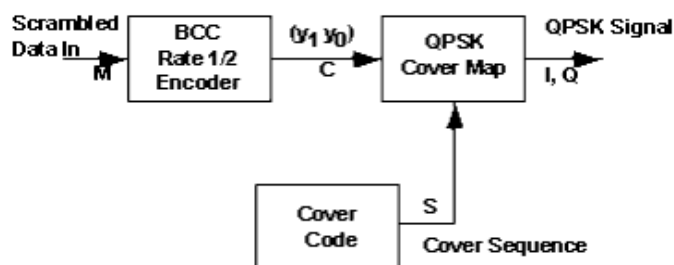 Scrambled
Data In
M
BCC
Rate 1/2
Encoder
(y1 y0)
C
QPSK
Cover Map
QPSK Signal
I, Q
S
Cover
Code
Cover Sequence